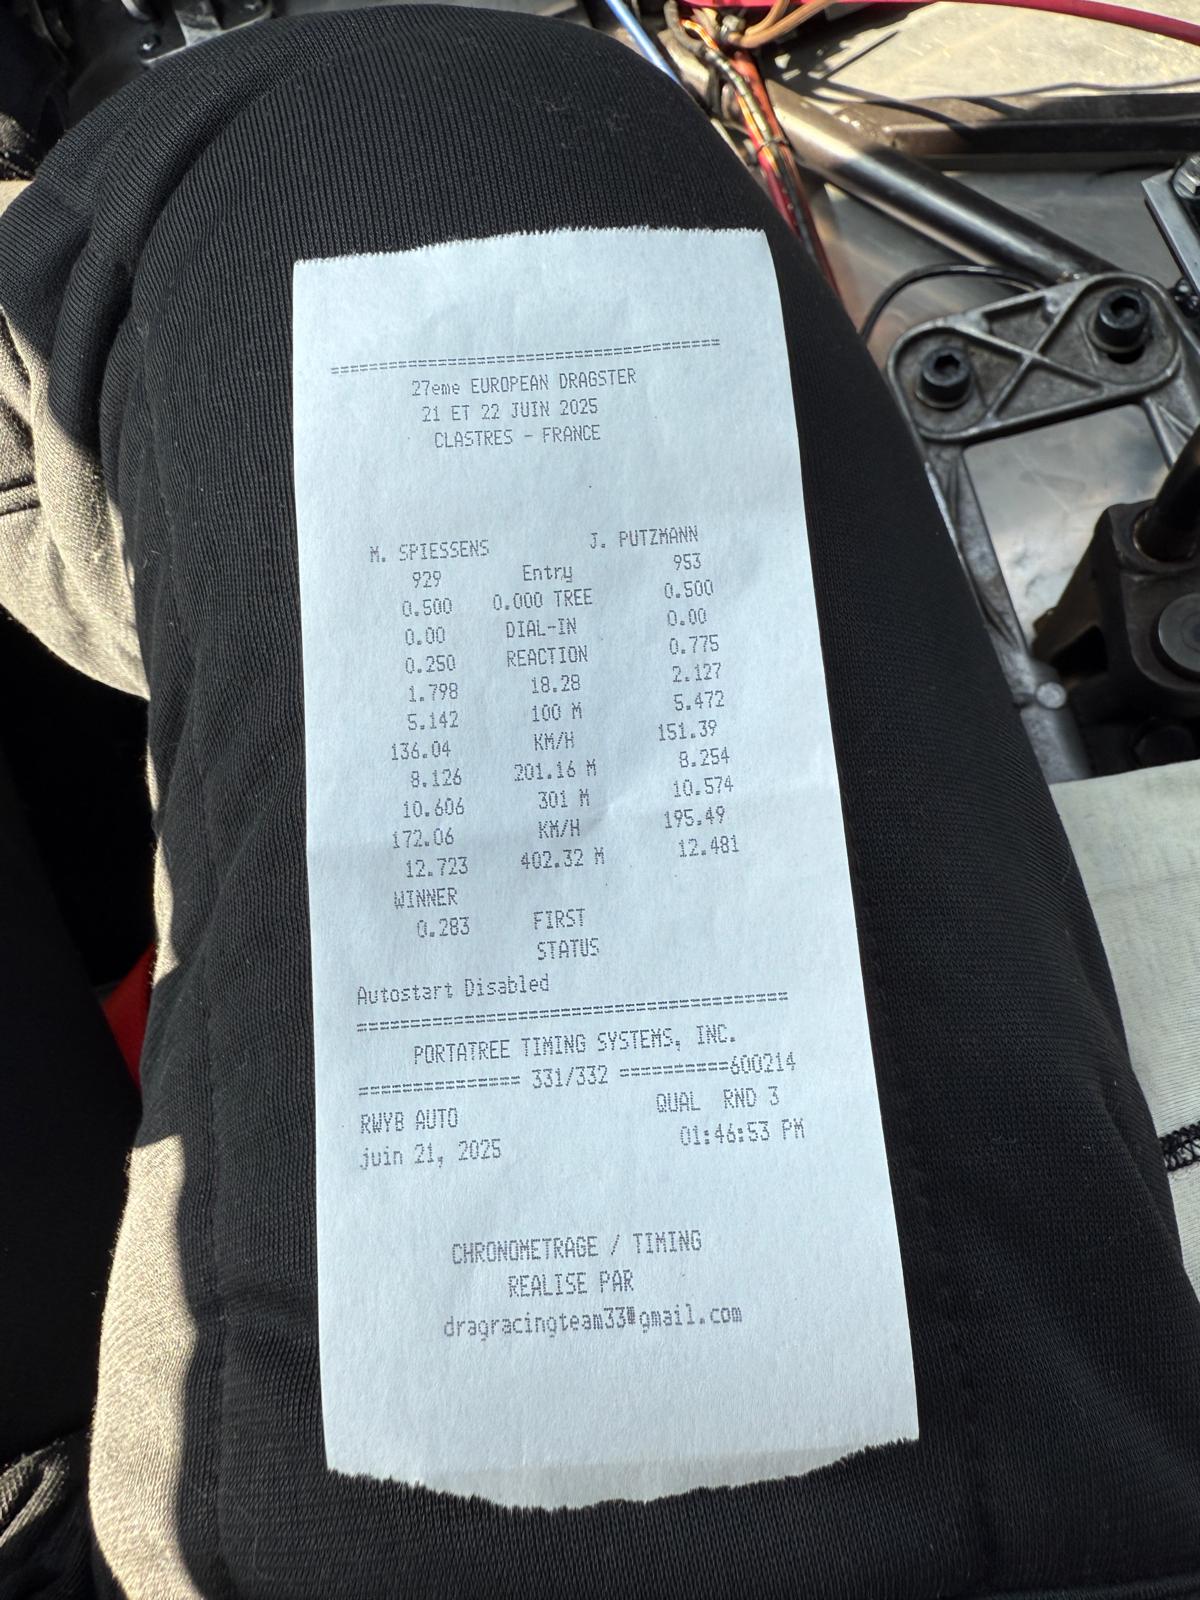 ================================================
27eme EUROPEAN DRAGSTER
21 ET 22 JUIN 2025
CLASTRES - FRANCE
M. SPIESSENS J. PUTZMANN
929 Entry 953
0.500 0.000 TREE 0.500
0.00 DIAL-IN 0.00
0.250 REACTION 0.775
1.798 18.28 2.127
5.142 100 M 5.472
136.04 KM/H 151.39
8.126 201.16 M 8.254
10.606 301 M 10.574
172.06 KM/H 195.49
12.723 402.32 M 12.481
WINNER
0.283 FIRST
STATUS
Autostart Disabled
================================================
PORTATREE TIMING SYSTEMS, INC.
================== 331/332 ==========600214
RWYB AUTO QUAL RND 3
juin 21, 2025 01:46:53 PM
CHRONOMETRAGE / TIMING
REALISE PAR
dragracingteam33@gmail.com